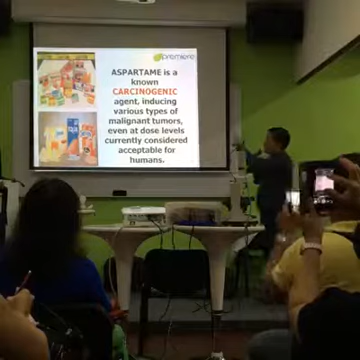 premiere
ASPARTAME is a
known
CARCINOGENIC
agent, inducing
various types of
malignant tumors,
even at dose levels
currently considered
acceptable for
humans.